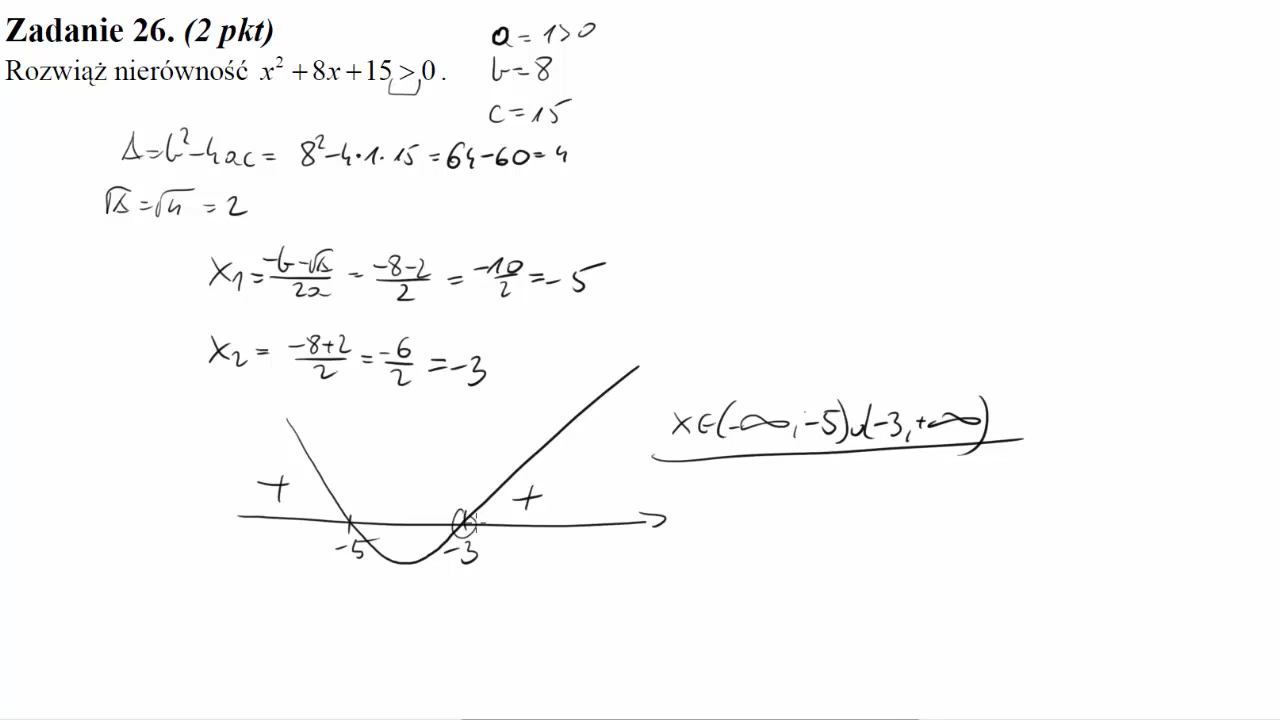 Zadanie 26. (2 pkt)
Rozwiąż nierówność x² + 8x + 15 > 0 .
a = 1 > 0
b = 8
c = 15
Δ = b² - 4ac = 8² - 4·1·15 = 64 - 60 = 4
√Δ = √4 = 2
X₁ = (-b-√Δ)/2a = (-8-2)/2 = -10/2 = -5
X₂ = (-8+2)/2 = -6/2 = -3
x ∈ (-∞, -5) ∪ (-3, +∞)
+ +
-5 -3